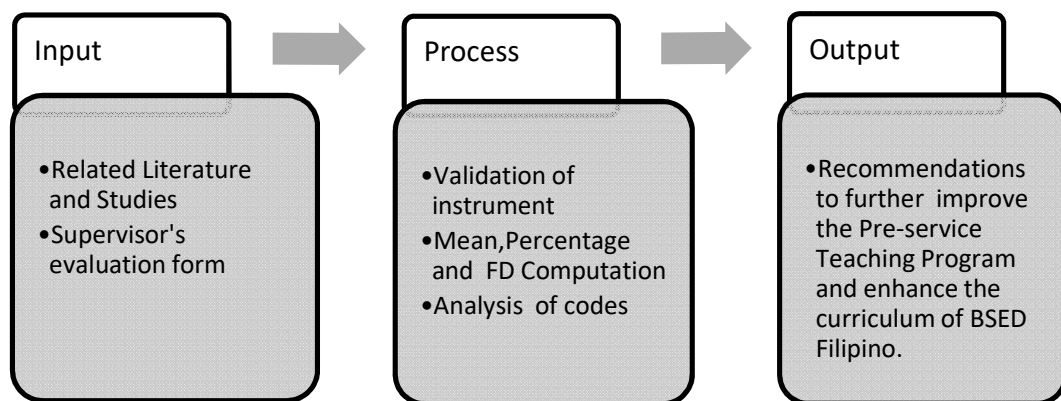 Input
•Related Literature
and Studies
•Supervisor's
evaluation form
Process
•Validation of
instrument
•Mean,Percentage
and FD Computation
•Analysis of codes
Output
•Recommendations
to further improve
the Pre-service
Teaching Program
and enhance the
curriculum of BSED
Filipino.